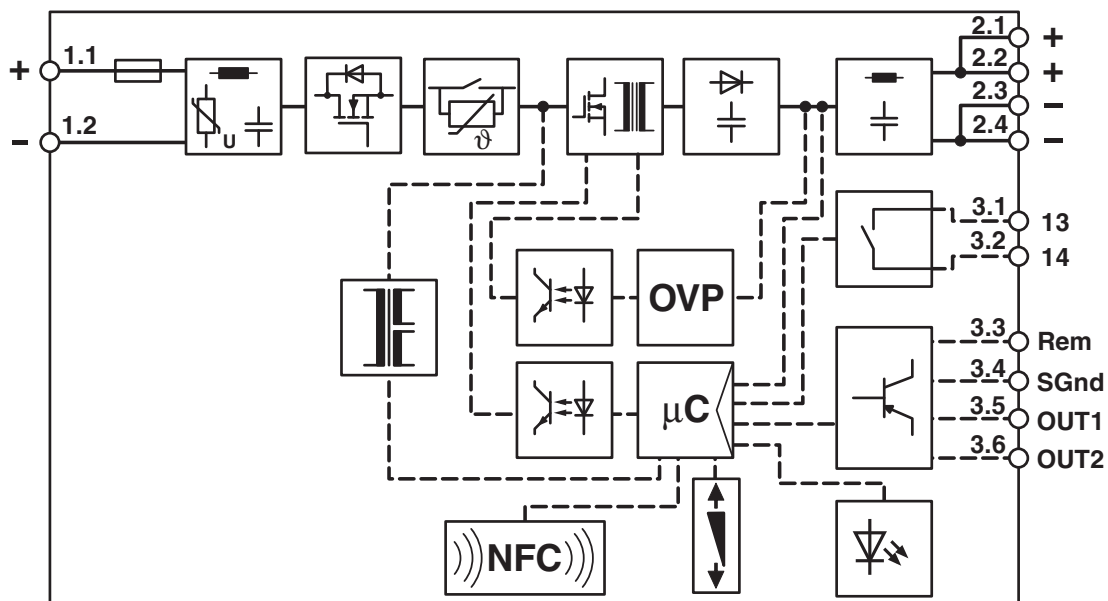 + 1.1
- 1.2
U
ϑ
2.1 +
2.2 +
2.3 -
2.4 -
3.1 13
3.2 14
OVP
3.3 Rem
3.4 SGnd
3.5 OUT1
3.6 OUT2
μC
NFC